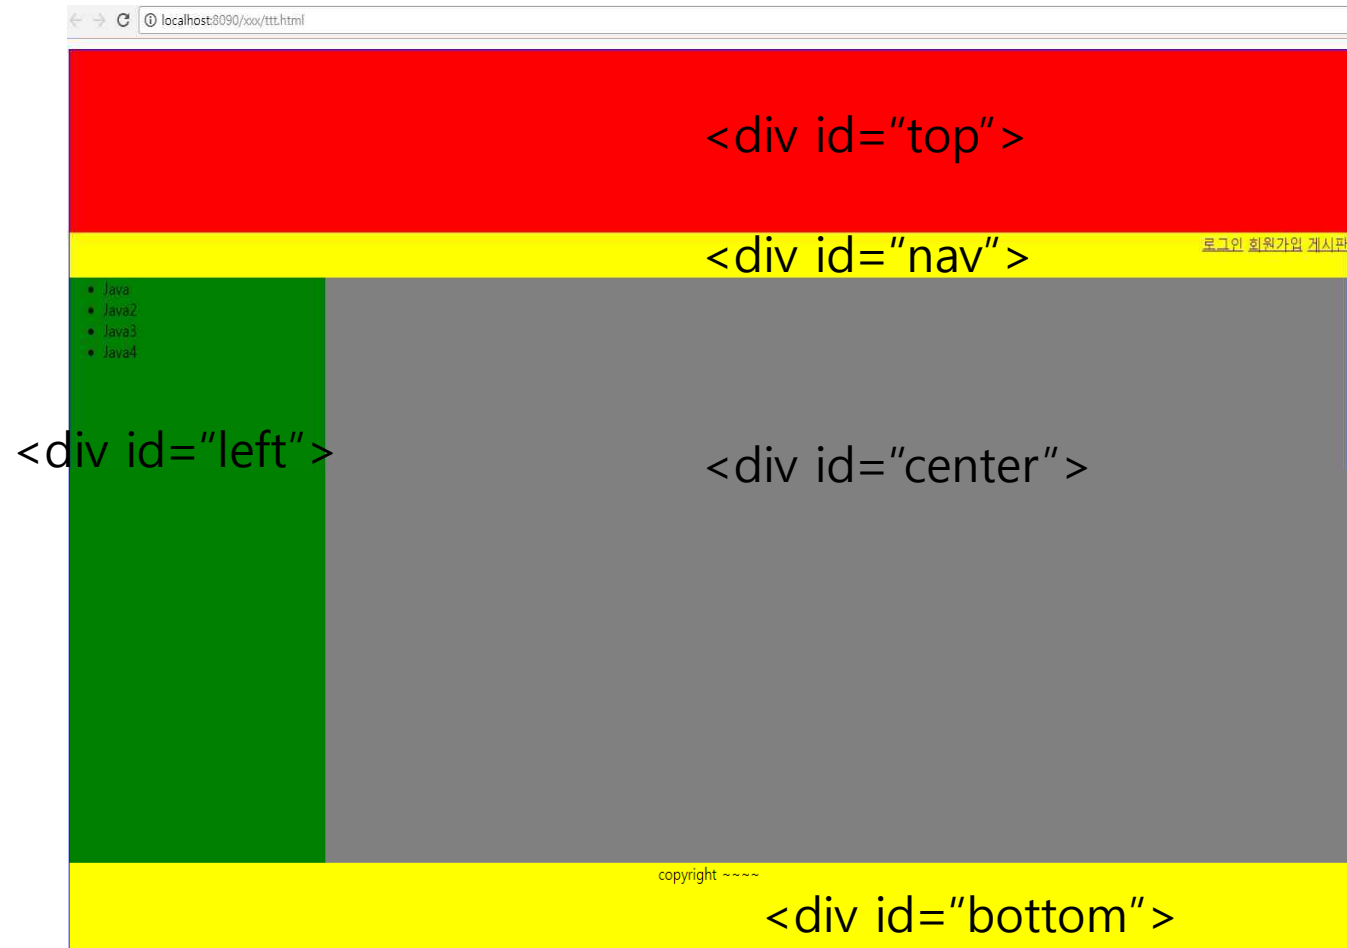 localhost:8090/xxx/ttt.html
<div id="top">
<div id="nav">
로그인 회원가입 게시판
Java
Java2
Java3
Java4
<div id="left">
<div id="center">
copyright ~~~~
<div id="bottom">